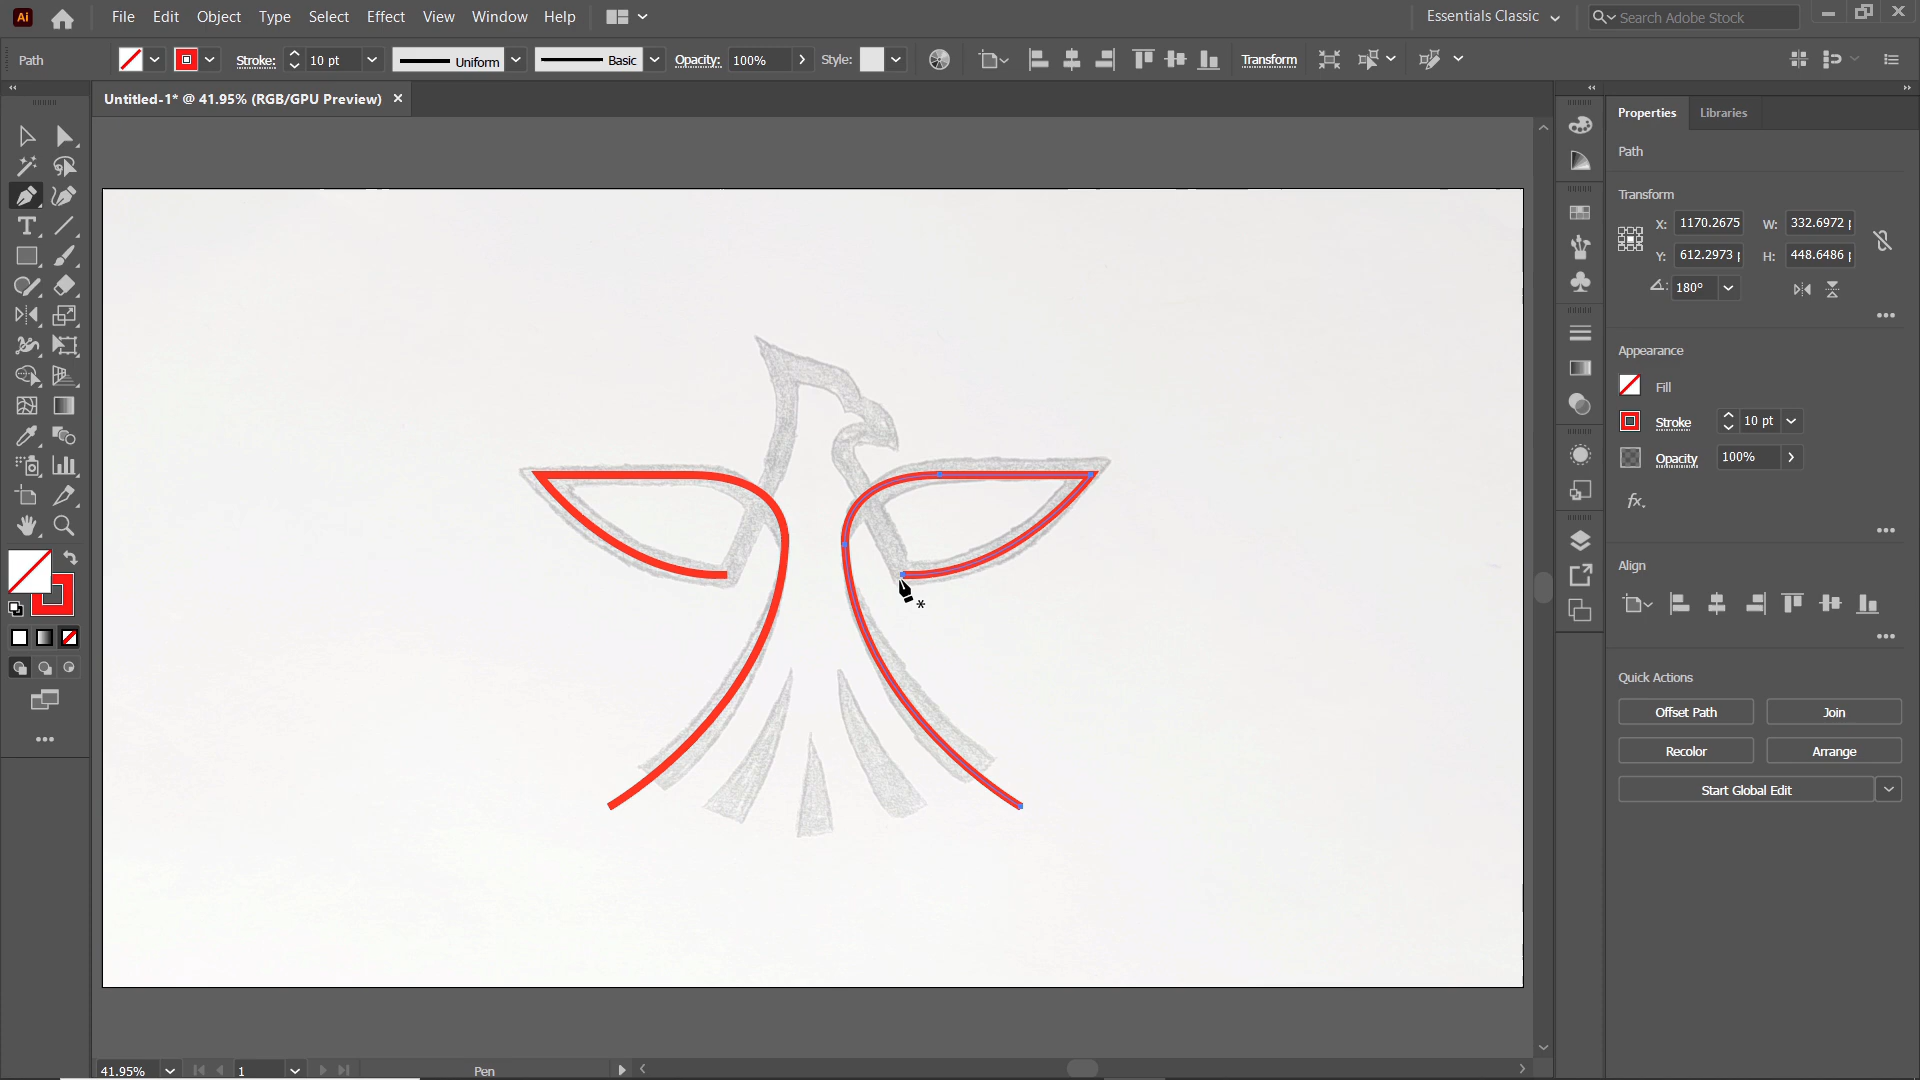 Ai File Edit Object Type Select Effect View Window Help Essentials Classic Search Adobe Stock
Path Stroke: 10 pt Uniform Basic Opacity: 100% Style: Transform
Untitled-1* @ 41.95% (RGB/GPU Preview)
Properties Libraries
Path
Transform
X: 1170.2675 W: 332.6972 p
Y: 612.2973 p H: 448.6486 p
180°
Appearance
Fill
Stroke 10 pt
Opacity 100%
fx.
Align
Quick Actions
Offset Path Join
Recolor Arrange
Start Global Edit
41.95% 1 Pen